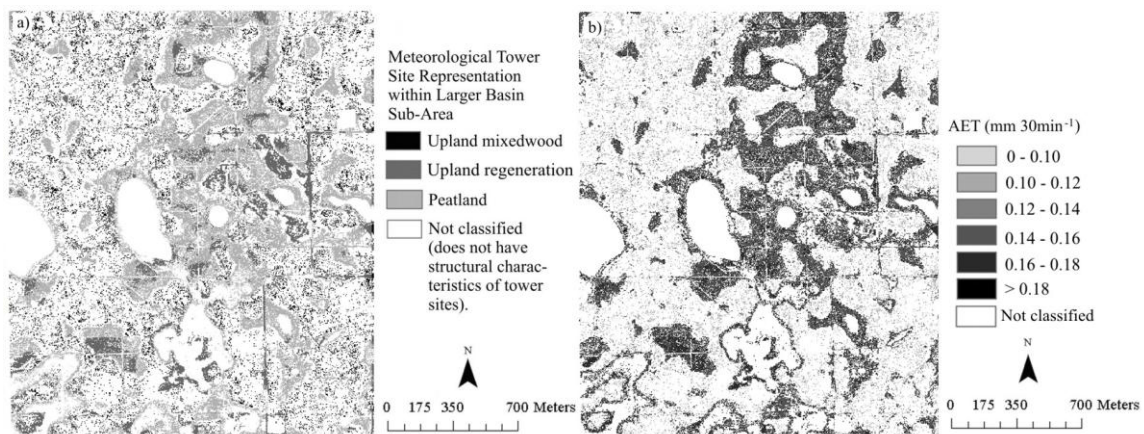 a)
Meteorological Tower
Site Representation
within Larger Basin
Sub-Area
Upland mixedwood
Upland regeneration
Peatland
Not classified
(does not have
structural charac-
teristics of tower
sites).
N
0 175 350 700 Meters
b)
AET (mm 30min⁻¹)
0 - 0.10
0.10 - 0.12
0.12 - 0.14
0.14 - 0.16
0.16 - 0.18
> 0.18
Not classified
N
0 175 350 700 Meters